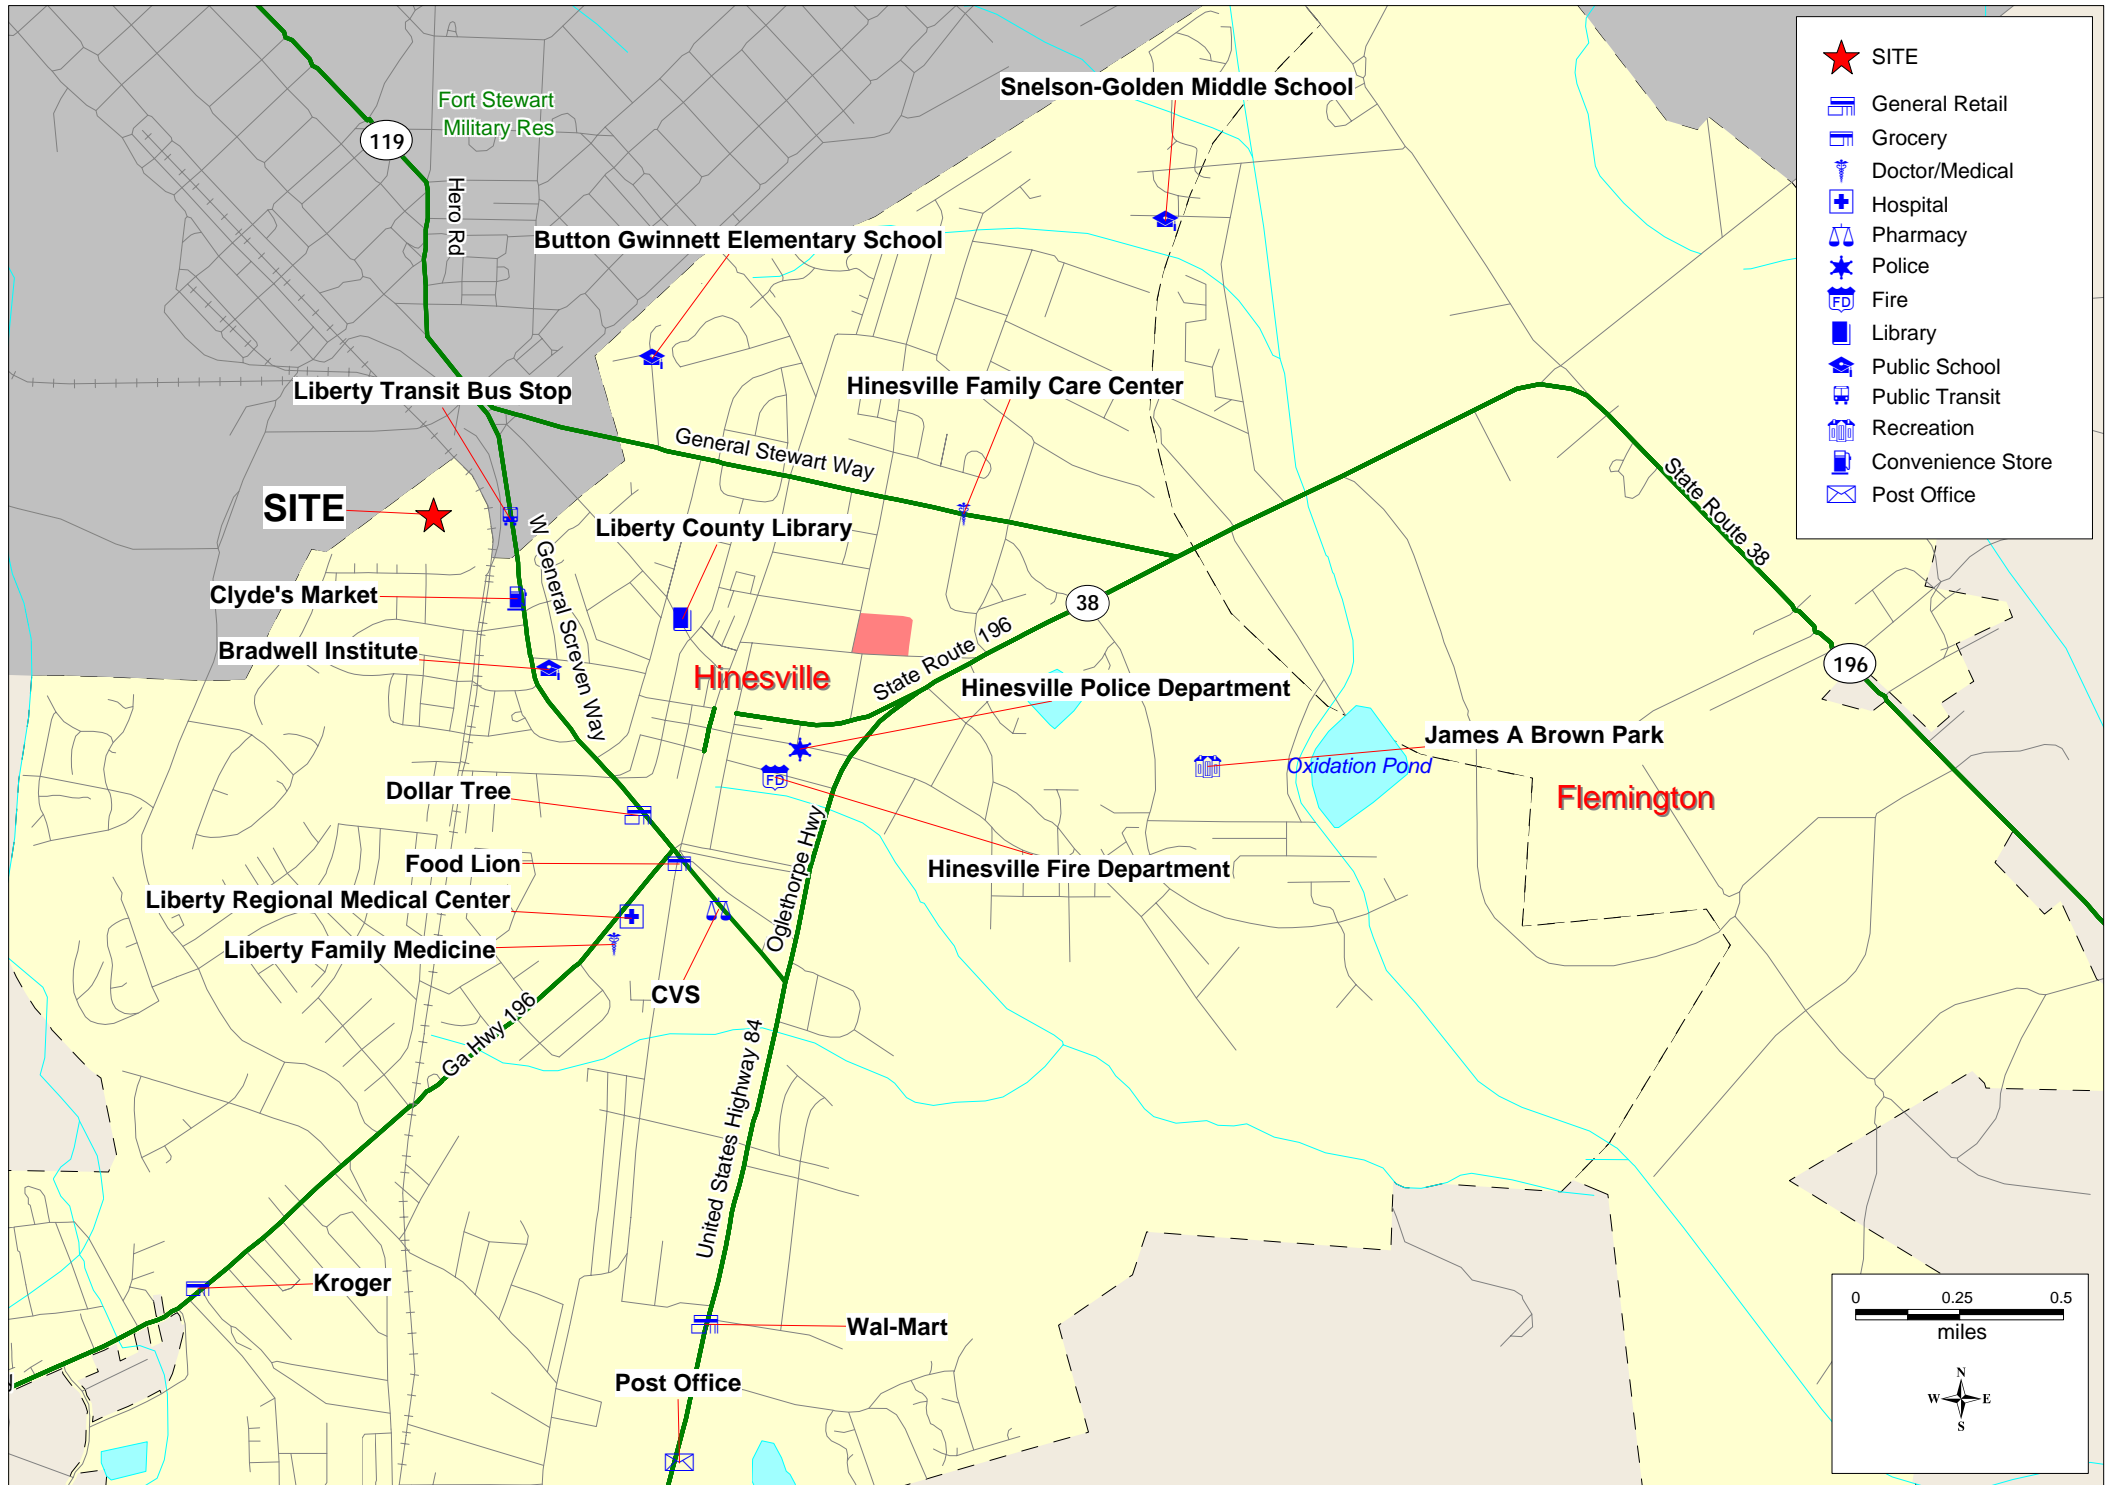 Fort Stewart
Military Res
119
Hero Rd
Snelson-Golden Middle School
Button Gwinnett Elementary School
Liberty Transit Bus Stop
Hinesville Family Care Center
General Stewart Way
SITE
Liberty County Library
W General Screven Way
State Route 38
Clyde's Market
38
Bradwell Institute
Hinesville
State Route 196
196
Hinesville Police Department
James A Brown Park
Oxidation Pond
Flemington
FD
Dollar Tree
Oglethorpe Hwy
Food Lion
Hinesville Fire Department
Liberty Regional Medical Center
Liberty Family Medicine
CVS
Ga Hwy 196
United States Highway 84
Kroger
Wal-Mart
Post Office
SITE
General Retail
Grocery
Doctor/Medical
Hospital
Pharmacy
Police
FD Fire
Library
Public School
Public Transit
Recreation
Convenience Store
Post Office
0 0.25 0.5
miles
N
W E
S